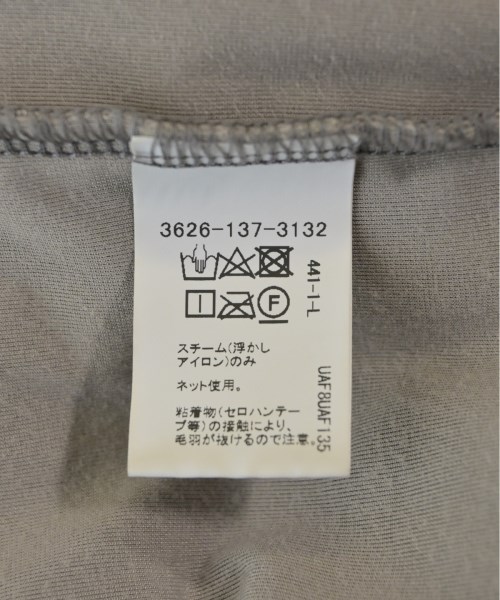 3626-137-3132
441-1-L
F
スチーム(浮かし
アイロン)のみ
ネット使用。
粘着物(セロハンテー
プ等)の接触により、
毛羽が抜けるので注意。
UAF8UAF135